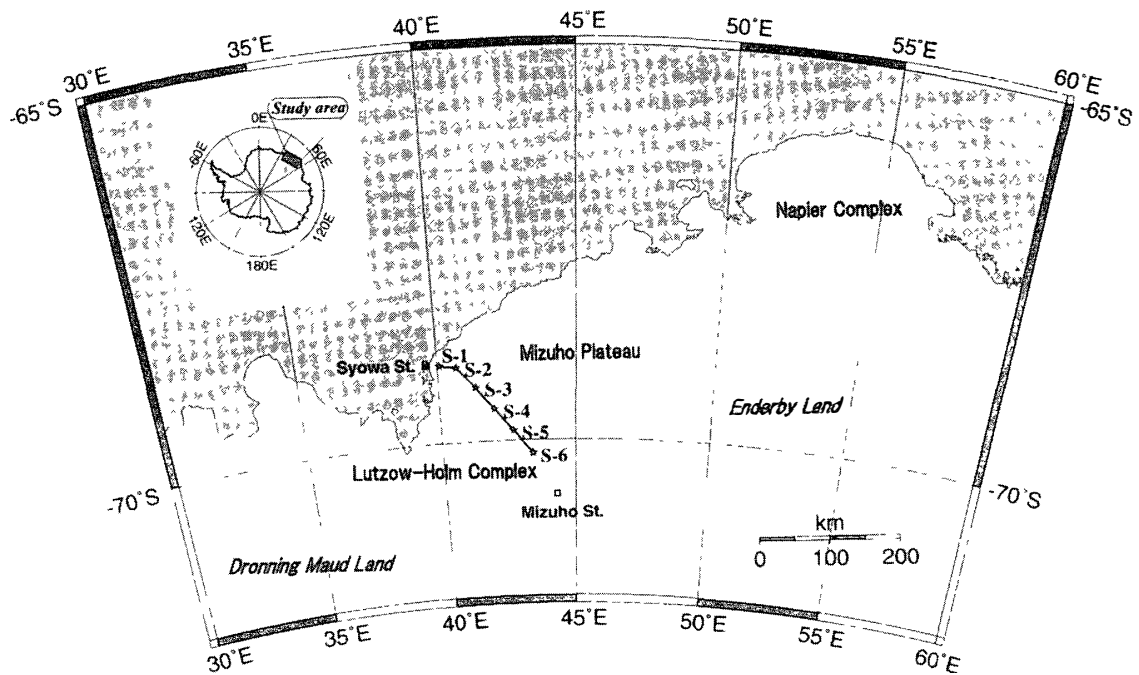 30°E
35°E
40°E
45°E
50°E
55°E
60°E
-65°S
-65°S
Study area
0E
60E
60E
120E
120E
180E
Napier Complex
Mizuho Plateau
Syowa St.
S-1
S-2
S-3
S-4
S-5
S-6
Enderby Land
Lutzow-Holm Complex
Mizuho St.
-70°S
-70°S
Dronning Maud Land
km
0 100 200
30°E
35°E
40°E
45°E
50°E
55°E
60°E